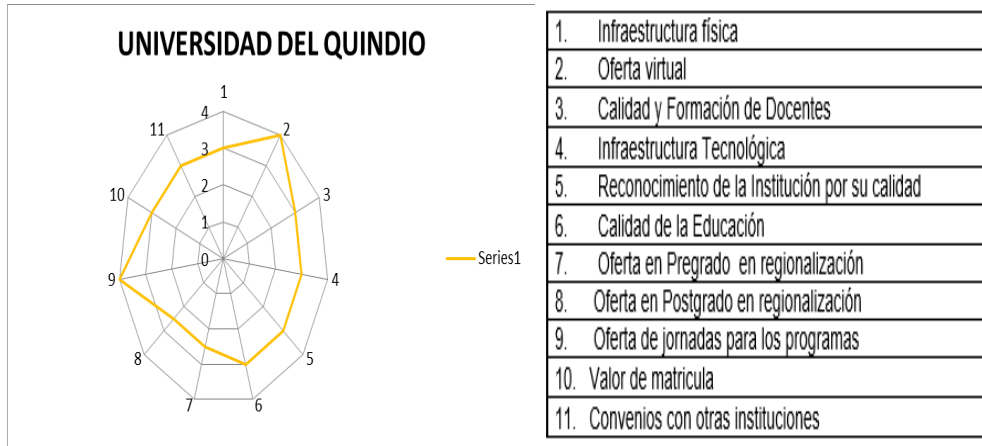 UNIVERSIDAD DEL QUINDIO
1
2
3
4
5
6
7
8
9
10
11
4
3
2
1
0
Series1
1. Infraestructura física
2. Oferta virtual
3. Calidad y Formación de Docentes
4. Infraestructura Tecnológica
5. Reconocimiento de la Institución por su calidad
6. Calidad de la Educación
7. Oferta en Pregrado en regionalización
8. Oferta en Postgrado en regionalización
9. Oferta de jornadas para los programas
10. Valor de matricula
11. Convenios con otras instituciones